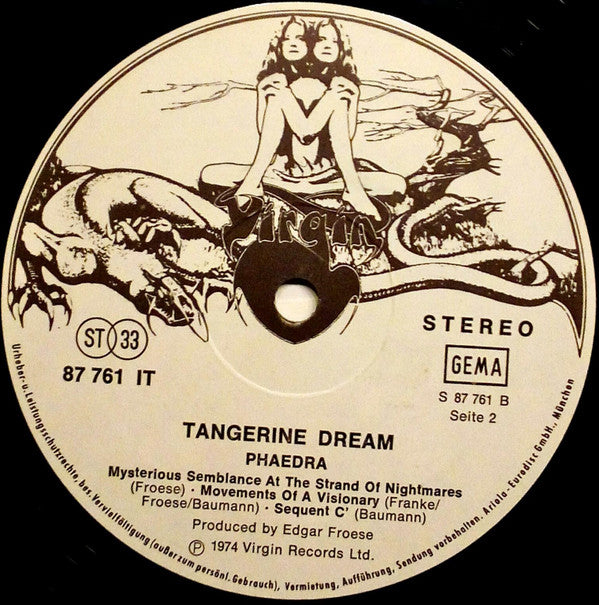 Virgin
STEREO
ST 33
GEMA
87 761 IT
S 87 761 B
Seite 2
TANGERINE DREAM
PHAEDRA
Mysterious Semblance At The Strand Of Nightmares
(Froese) · Movements Of A Visionary (Franke/
Froese/Baumann) · Sequent C' (Baumann)
Produced by Edgar Froese
Ⓟ 1974 Virgin Records Ltd.
Urheber-u. Leistungsschutzrechte, bes. Vervielfältigung (außer zum persönl. Gebrauch), Vermietung, Aufführung, Sendung vorbehalten. Ariola-Eurodisc GmbH., München